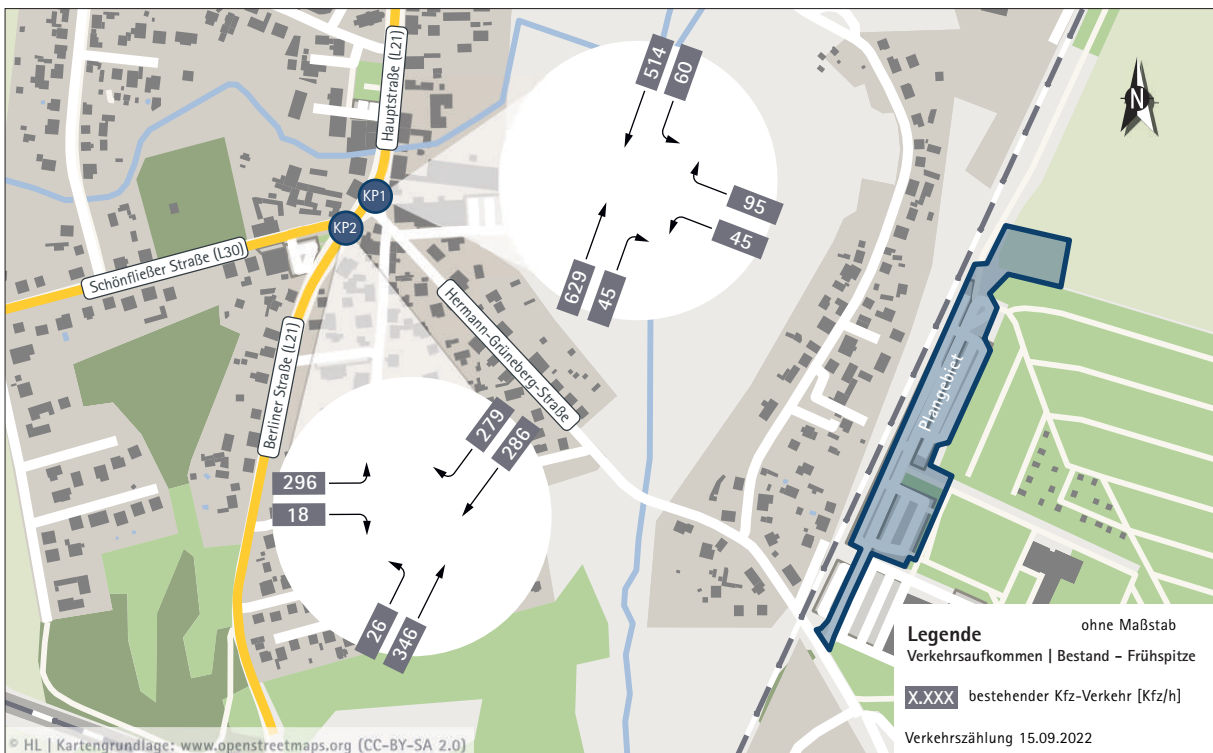 Hauptstraße (L21)
514
60
N
KP1
95
KP2
45
Schönfließer Straße (L30)
629
45
Hermann-Grüneberg-Straße
Plangebiet
Berliner Straße (L21)
279
286
296
18
26
346
Legende
ohne Maßstab
Verkehrsaufkommen | Bestand - Frühspitze
X.XXX bestehender Kfz-Verkehr [Kfz/h]
Verkehrszählung 15.09.2022
© HL | Kartengrundlage: www.openstreetmaps.org (CC-BY-SA 2.0)